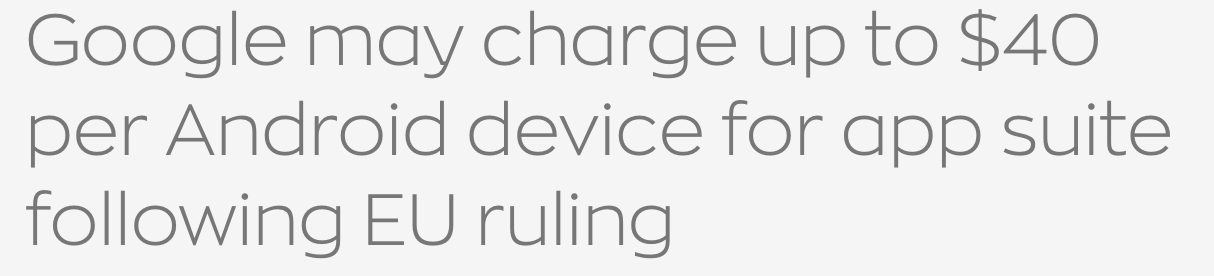 Google may charge up to $40
per Android device for app suite
following EU ruling